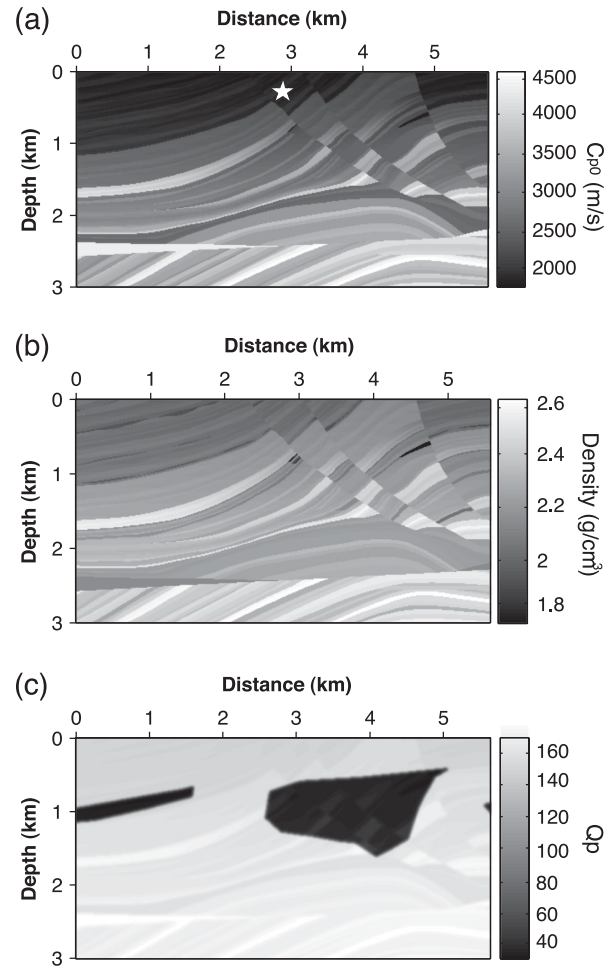 (a)
Distance (km)
0 1 2 3 4 5
Depth (km)
0
1
2
3
4500
4000
3500
3000
2500
2000
Cp0 (m/s)
(b)
Distance (km)
0 1 2 3 4 5
Depth (km)
0
1
2
3
2.6
2.4
2.2
2
1.8
Density (g/cm³)
(c)
Distance (km)
0 1 2 3 4 5
Depth (km)
0
1
2
3
160
140
120
100
80
60
40
Qp